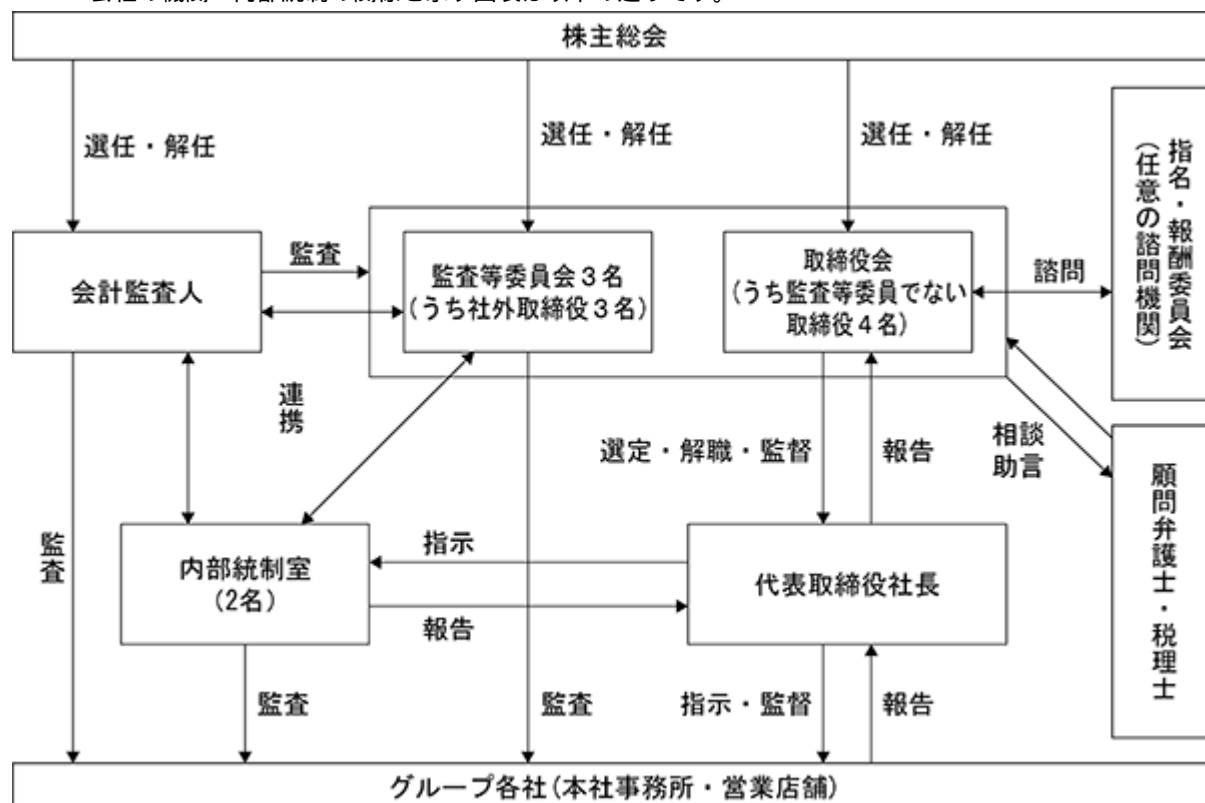 株主総会
選任・解任
選任・解任
選任・解任
指名・報酬委員会
(任意の諮問機関)
会計監査人
監査
監査等委員会3名
(うち社外取締役3名)
取締役会
(うち監査等委員でない
取締役4名)
諮問
連携
選定・解職・監督
報告
相談
助言
顧問弁護士・税理士
監査
内部統制室
(2名)
指示
報告
代表取締役社長
監査
監査
指示・監督
報告
グループ各社(本社事務所・営業店舗)